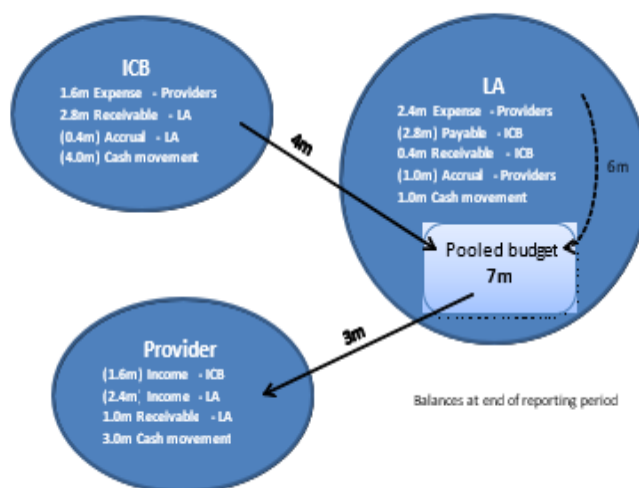 ICB
1.6m Expense - Providers
2.8m Receivable - LA
(0.4m) Accrual - LA
(4.0m) Cash movement
LA
2.4m Expense - Providers
(2.8m) Payable - ICB
0.4m Receivable - ICB
(1.0m) Accrual - Providers
1.0m Cash movement
4m
6m
Pooled budget
7m
3m
Provider
(1.6m) Income - ICB
(2.4m) Income - LA
1.0m Receivable - LA
3.0m Cash movement
Balances at end of reporting period